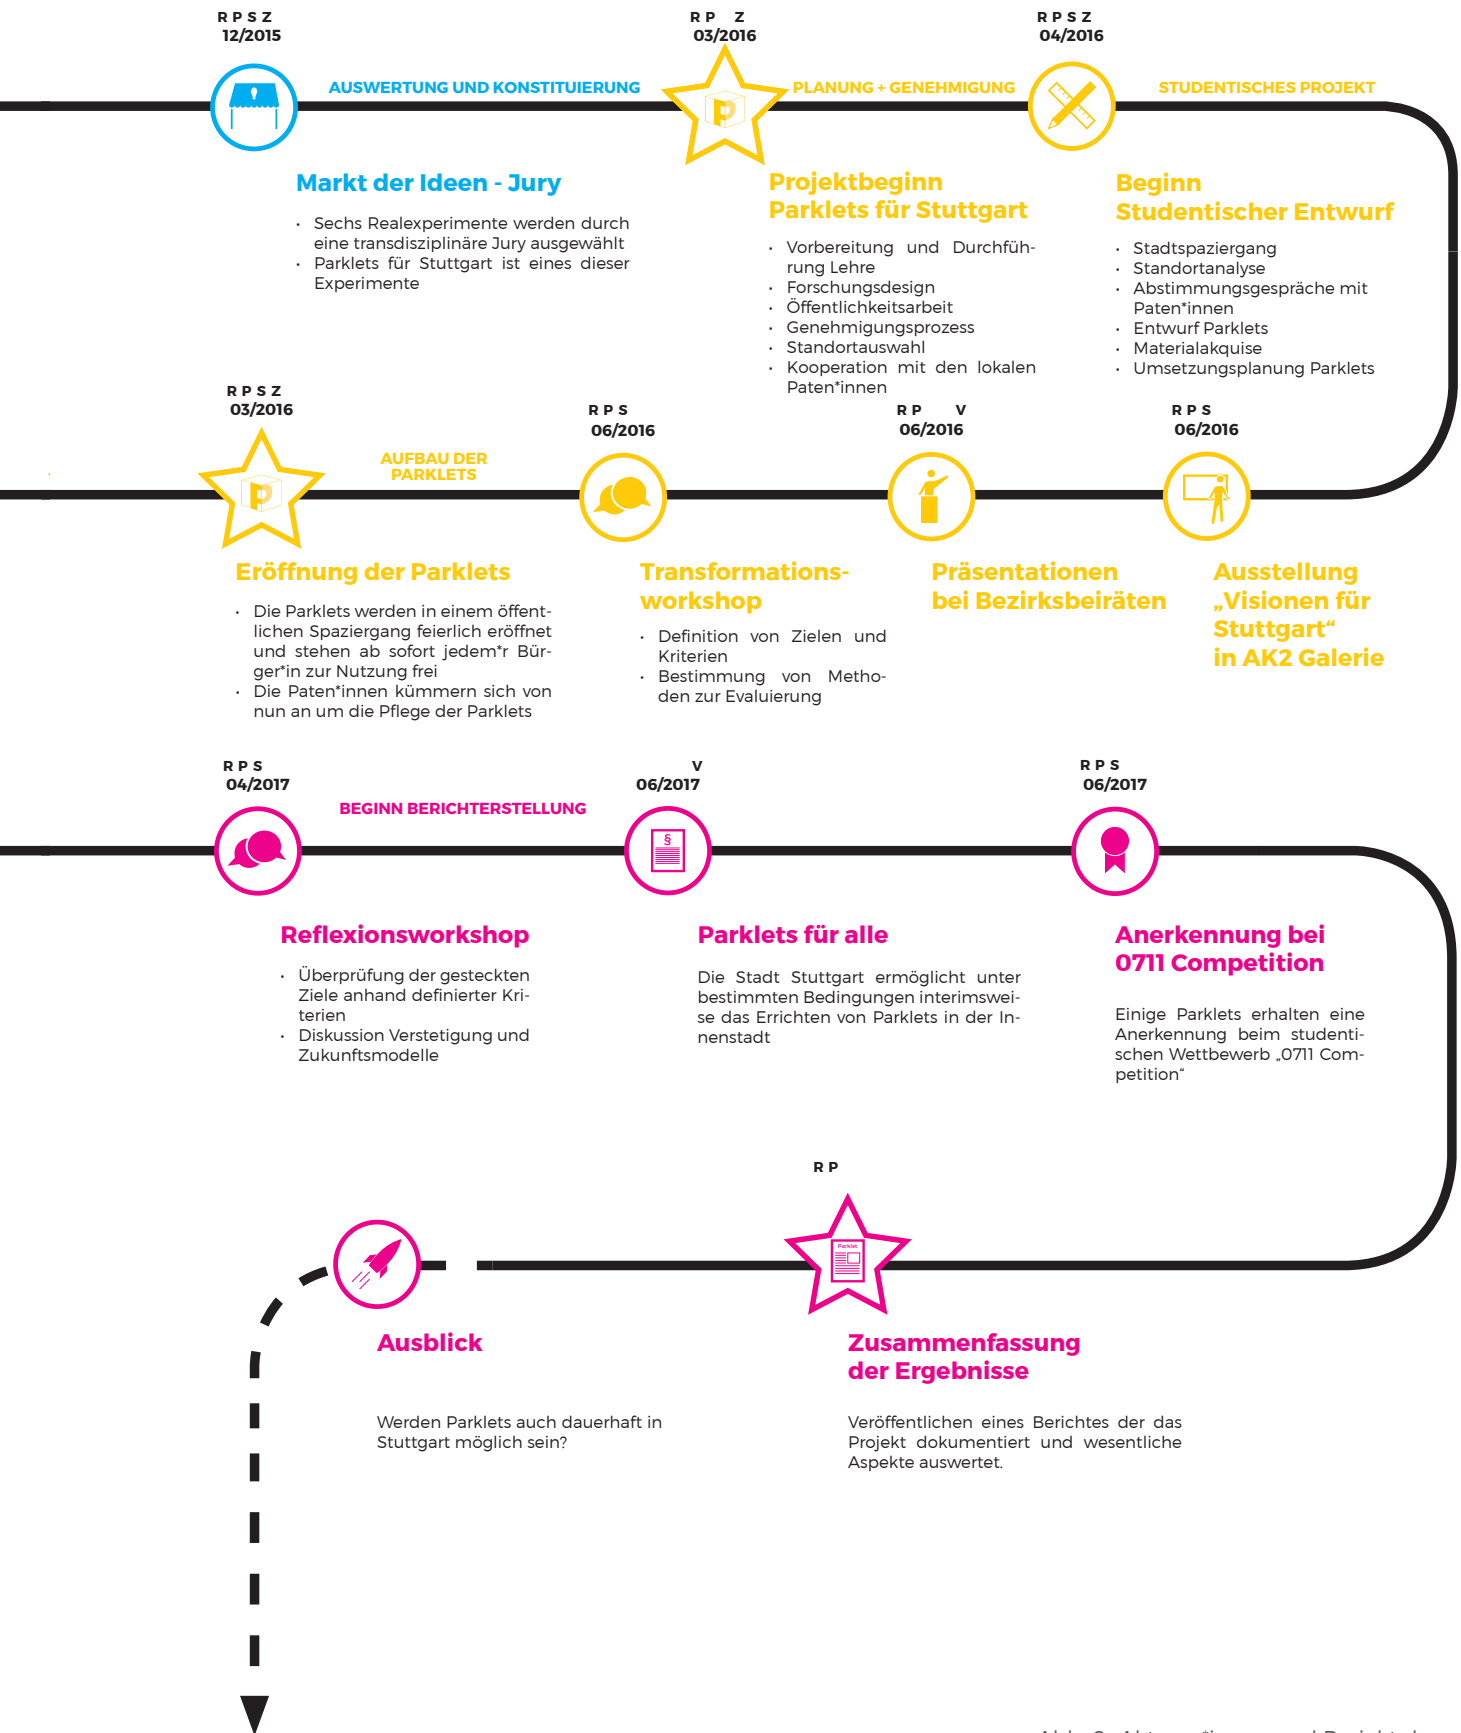 R P S Z
12/2015
AUSWERTUNG UND KONSTITUIERUNG
Markt der Ideen - Jury
• Sechs Realexperimente werden durch
eine transdisziplinäre Jury ausgewählt
• Parklets für Stuttgart ist eines dieser
Experimente
R P Z
03/2016
PLANUNG + GENEHMIGUNG
Projektbeginn
Parklets für Stuttgart
• Vorbereitung und Durchfüh-
rung Lehre
• Forschungsdesign
• Öffentlichkeitsarbeit
• Genehmigungsprozess
• Standortauswahl
• Kooperation mit den lokalen
Paten*innen
R P S Z
04/2016
STUDENTISCHES PROJEKT
Beginn
Studentischer Entwurf
• Stadtspaziergang
• Standortanalyse
• Abstimmungsgespräche mit
Paten*innen
• Entwurf Parklets
• Materialakquise
• Umsetzungsplanung Parklets
R P S Z
03/2016
AUFBAU DER
PARKLETS
Eröffnung der Parklets
• Die Parklets werden in einem öffent-
lichen Spaziergang feierlich eröffnet
und stehen ab sofort jedem*r Bür-
ger*in zur Nutzung frei
• Die Paten*innen kümmern sich von
nun an um die Pflege der Parklets
R P S
06/2016
Transformations-
workshop
• Definition von Zielen und
Kriterien
• Bestimmung von Metho-
den zur Evaluierung
R P V
06/2016
Präsentationen
bei Bezirksbeiräten
R P S
06/2016
Ausstellung
„Visionen für
Stuttgart“
in AK2 Galerie
R P S
04/2017
BEGINN BERICHTERSTELLUNG
Reflexionsworkshop
• Überprüfung der gesteckten
Ziele anhand definierter Kri-
terien
• Diskussion Verstetigung und
Zukunftsmodelle
V
06/2017
§
Parklets für alle
Die Stadt Stuttgart ermöglicht unter
bestimmten Bedingungen interimswei-
se das Errichten von Parklets in der In-
nenstadt
R P S
06/2017
Anerkennung bei
0711 Competition
Einige Parklets erhalten eine
Anerkennung beim studenti-
schen Wettbewerb „0711 Com-
petition“
R P
Parklet
Ausblick
Werden Parklets auch dauerhaft in
Stuttgart möglich sein?
Zusammenfassung
der Ergebnisse
Veröffentlichen eines Berichtes der das
Projekt dokumentiert und wesentliche
Aspekte auswertet.